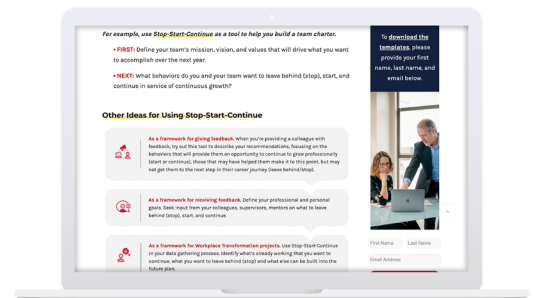 For example, use Stop-Start-Continue as a tool to help you build a team charter.
• FIRST: Define your team's mission, vision, and values that will drive what you want
to accomplish over the next year.
• NEXT: What behaviors do you and your team want to leave behind (stop), start, and
continue in service of continuous growth?
Other Ideas for Using Stop-Start-Continue
As a framework for giving feedback. When you're providing a colleague with
feedback, try out this tool to describe your recommendations, focusing on the
behaviors that will provide them an opportunity to continue to grow professionally
(start or continue), those that may have helped them make it to this point, but may
not get them to the next step in their career journey (leave behind/stop).
As a framework for receiving feedback. Define your professional and personal
goals. Seek input from your colleagues, supervisors, mentors on what to leave
behind (stop), start, and continue.
As a framework for Workplace Transformation projects. Use Stop-Start-Continue
in your data gathering process. Identify what's already working that you want to
continue, what you want to leave behind (stop) and what else can be built into the
future plan.
To download the
templates, please
provide your first
name, last name, and
email below.
First Name
Last Name
Email Address